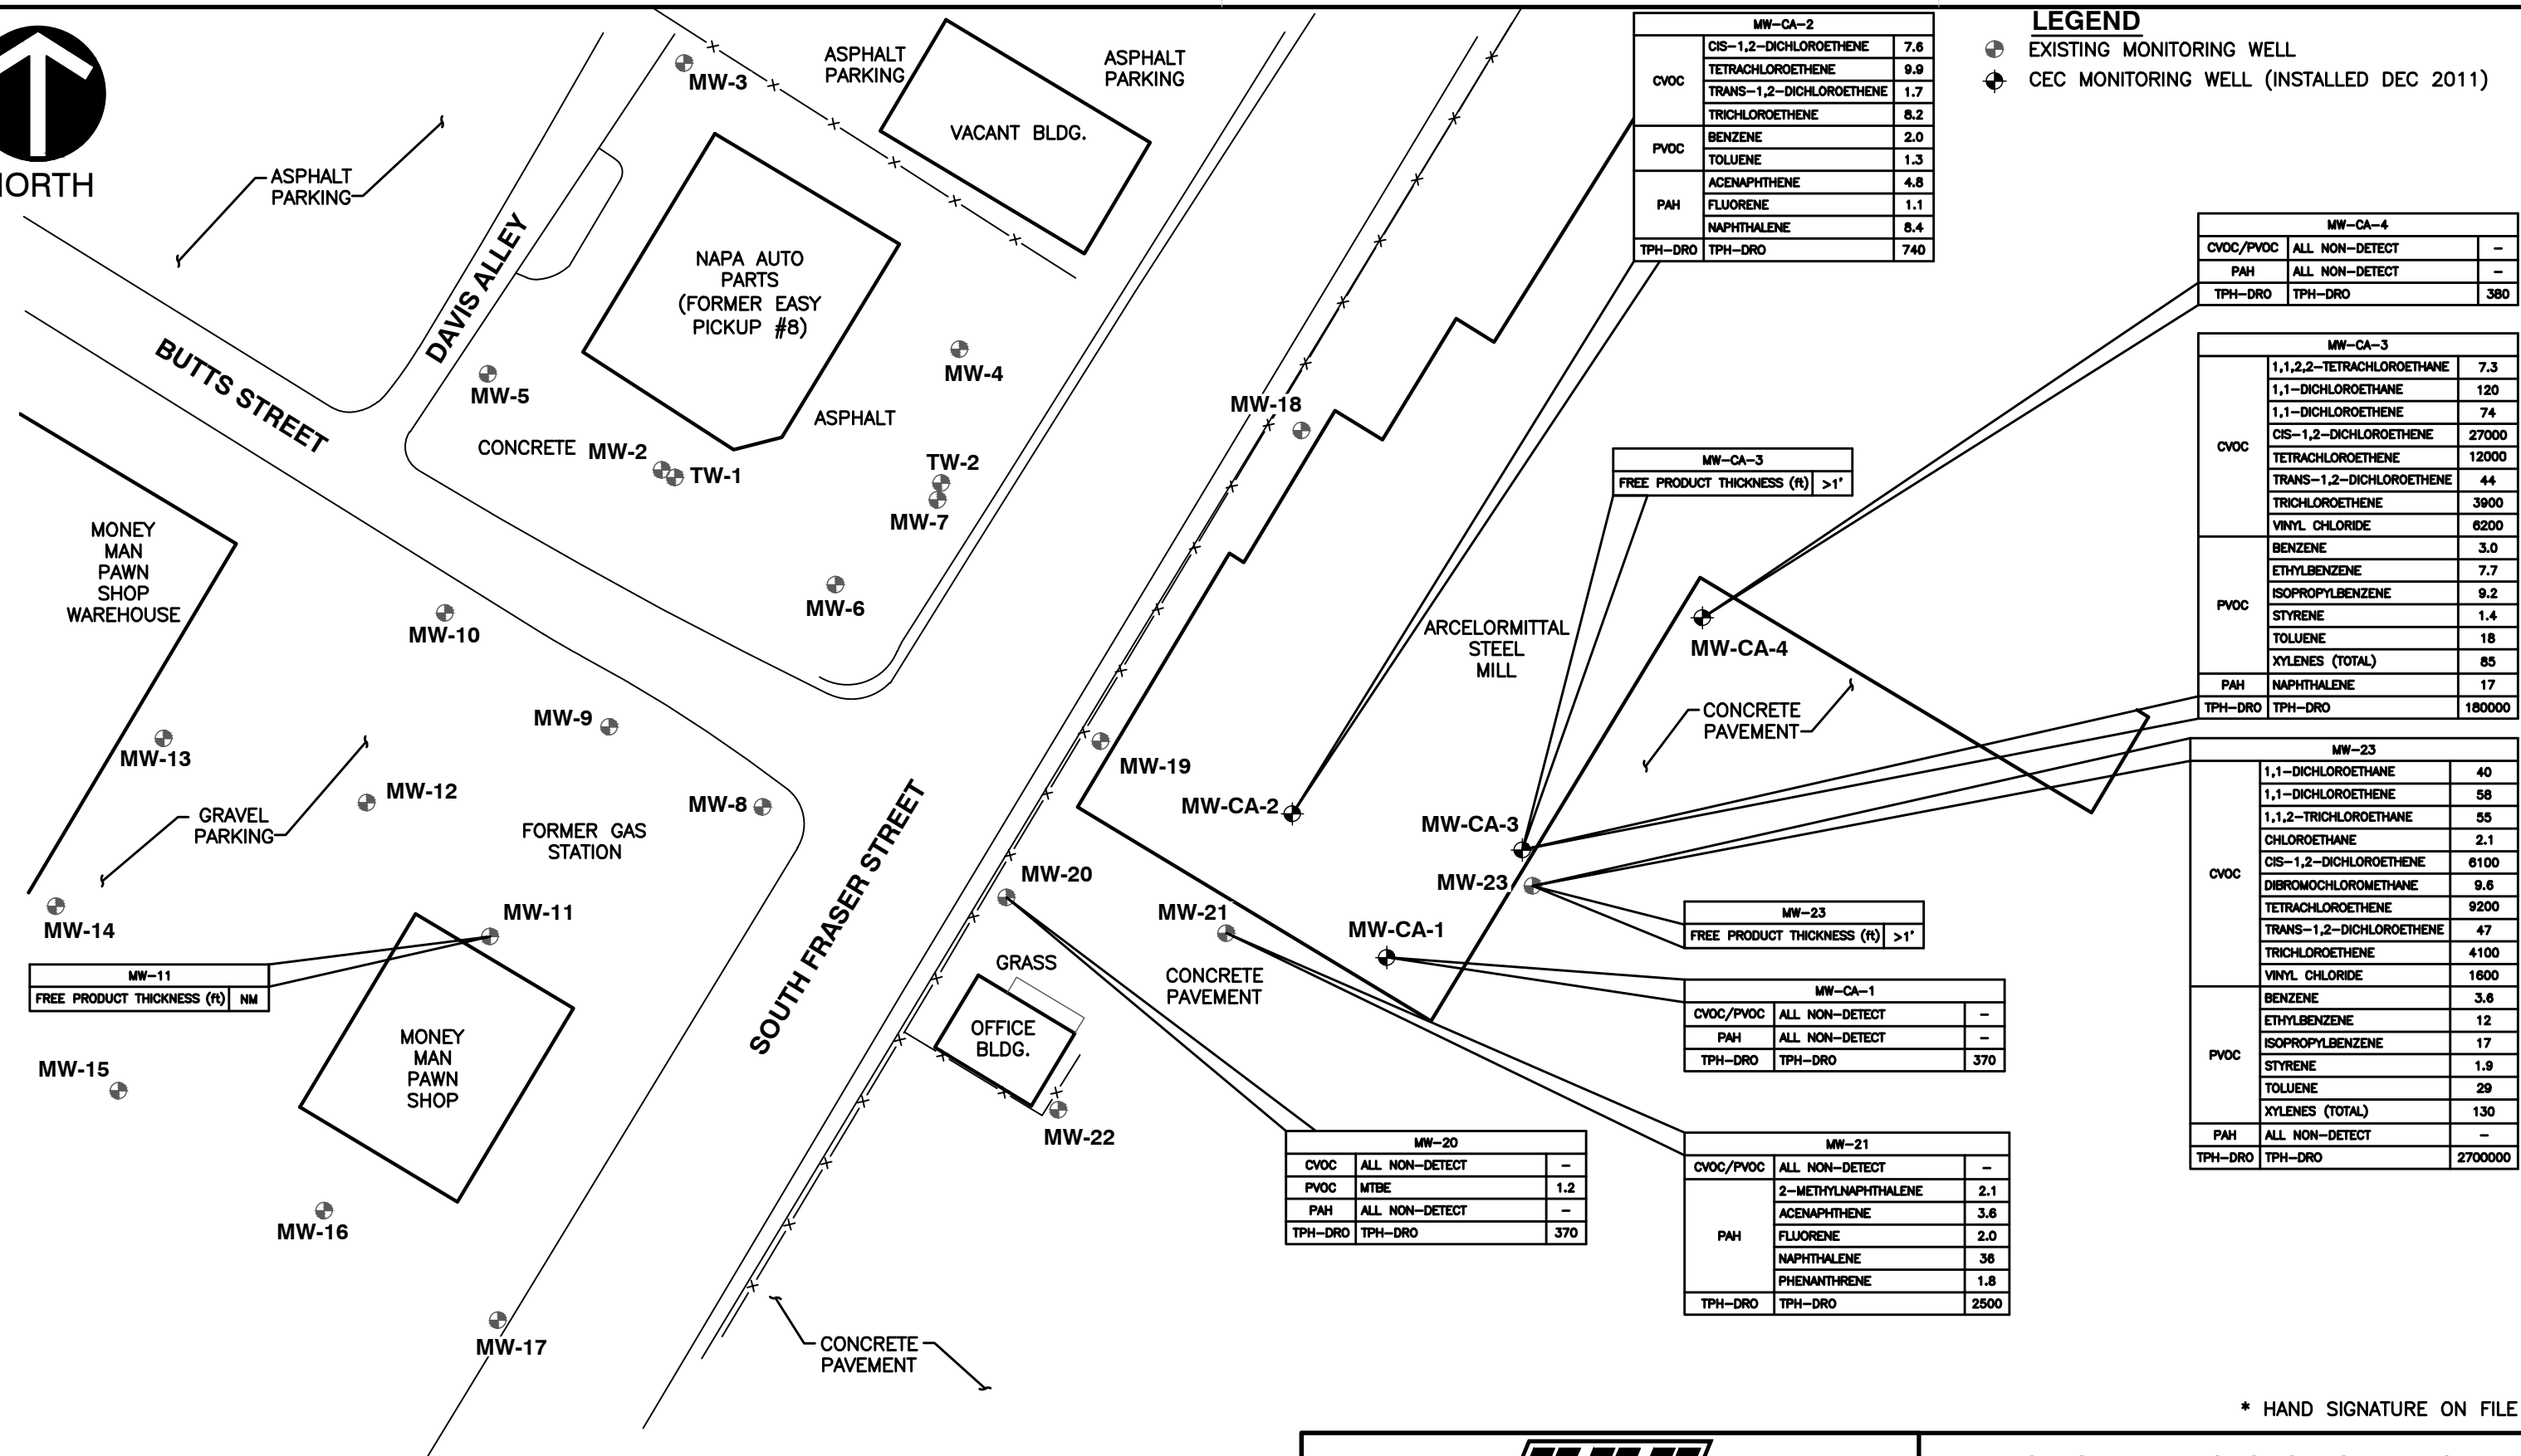 NORTH
ASPHALT
PARKING
BUTTS STREET
DAVIS ALLEY
MW-3
ASPHALT
PARKING
VACANT BLDG.
ASPHALT
PARKING
NAPA AUTO
PARTS
(FORMER EASY
PICKUP #8)
MW-5
MW-4
ASPHALT
CONCRETE
MW-2
TW-1
TW-2
MW-7
MW-6
MW-18
MONEY
MAN
PAWN
SHOP
WAREHOUSE
MW-10
MW-9
MW-13
MW-12
MW-8
GRAVEL
PARKING
FORMER GAS
STATION
MW-14
MW-11
MW-11
FREE PRODUCT THICKNESS (ft) NM
MONEY
MAN
PAWN
SHOP
MW-15
MW-16
MW-17
SOUTH FRASER STREET
MW-19
MW-20
GRASS
OFFICE
BLDG.
MW-22
CONCRETE
PAVEMENT
MW-21
CONCRETE
PAVEMENT
MW-CA-2
MW-CA-3
MW-23
MW-CA-1
ARCELORMITTAL
STEEL
MILL
MW-CA-4
CONCRETE
PAVEMENT
LEGEND
EXISTING MONITORING WELL
CEC MONITORING WELL (INSTALLED DEC 2011)
MW-CA-2
CVOC
CIS-1,2-DICHLOROETHENE 7.6
TETRACHLOROETHENE 9.9
TRANS-1,2-DICHLOROETHENE 1.7
TRICHLOROETHENE 8.2
PVOC
BENZENE 2.0
TOLUENE 1.3
PAH
ACENAPHTHENE 4.8
FLUORENE 1.1
NAPHTHALENE 8.4
TPH-DRO TPH-DRO 740
MW-CA-4
CVOC/PVOC ALL NON-DETECT -
PAH ALL NON-DETECT -
TPH-DRO TPH-DRO 380
MW-CA-3
FREE PRODUCT THICKNESS (ft) >1'
MW-CA-3
CVOC
1,1,2,2-TETRACHLOROETHANE 7.3
1,1-DICHLOROETHANE 120
1,1-DICHLOROETHENE 74
CIS-1,2-DICHLOROETHENE 27000
TETRACHLOROETHENE 12000
TRANS-1,2-DICHLOROETHENE 44
TRICHLOROETHENE 3900
VINYL CHLORIDE 6200
PVOC
BENZENE 3.0
ETHYLBENZENE 7.7
ISOPROPYLBENZENE 9.2
STYRENE 1.4
TOLUENE 18
XYLENES (TOTAL) 85
PAH NAPHTHALENE 17
TPH-DRO TPH-DRO 180000
MW-23
CVOC
1,1-DICHLOROETHANE 40
1,1-DICHLOROETHENE 58
1,1,2-TRICHLOROETHANE 55
CHLOROETHANE 2.1
CIS-1,2-DICHLOROETHENE 6100
DIBROMOCHLOROMETHANE 9.6
TETRACHLOROETHENE 9200
TRANS-1,2-DICHLOROETHENE 47
TRICHLOROETHENE 4100
VINYL CHLORIDE 1600
PVOC
BENZENE 3.6
ETHYLBENZENE 12
ISOPROPYLBENZENE 17
STYRENE 1.9
TOLUENE 29
XYLENES (TOTAL) 130
PAH ALL NON-DETECT -
TPH-DRO TPH-DRO 2700000
MW-23
FREE PRODUCT THICKNESS (ft) >1'
MW-CA-1
CVOC/PVOC ALL NON-DETECT -
PAH ALL NON-DETECT -
TPH-DRO TPH-DRO 370
MW-20
CVOC ALL NON-DETECT -
PVOC MTBE 1.2
PAH ALL NON-DETECT -
TPH-DRO TPH-DRO 370
MW-21
CVOC/PVOC ALL NON-DETECT -
PAH
2-METHYLNAPHTHALENE 2.1
ACENAPHTHENE 3.6
FLUORENE 2.0
NAPHTHALENE 36
PHENANTHRENE 1.8
TPH-DRO TPH-DRO 2500
* HAND SIGNATURE ON FILE